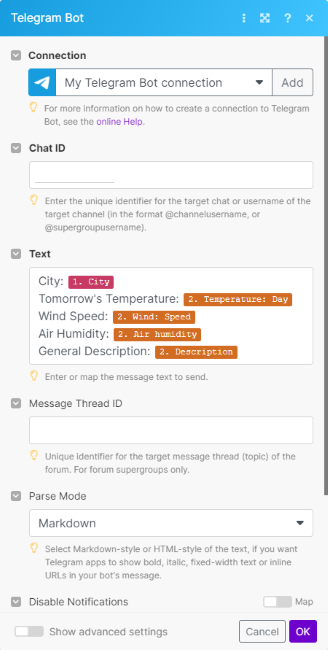 Telegram Bot
?
Connection
My Telegram Bot connection
Add
For more information on how to create a connection to Telegram
Bot, see the online Help.
Chat ID
Enter the unique identifier for the target chat or username of the
target channel (in the format @channelusername, or
@supergroupusername).
Text
City: 1. City
Tomorrow's Temperature: 2. Temperature: Day
Wind Speed: 2. Wind: Speed
Air Humidity: 2. Air humidity
General Description: 2. Description
Enter or map the message text to send.
Message Thread ID
Unique identifier for the target message thread (topic) of the
forum. For forum supergroups only.
Parse Mode
Markdown
Select Markdown-style or HTML-style of the text, if you want
Telegram apps to show bold, italic, fixed-width text or inline
URLs in your bot's message.
Disable Notifications
Map
Show advanced settings
Cancel
OK